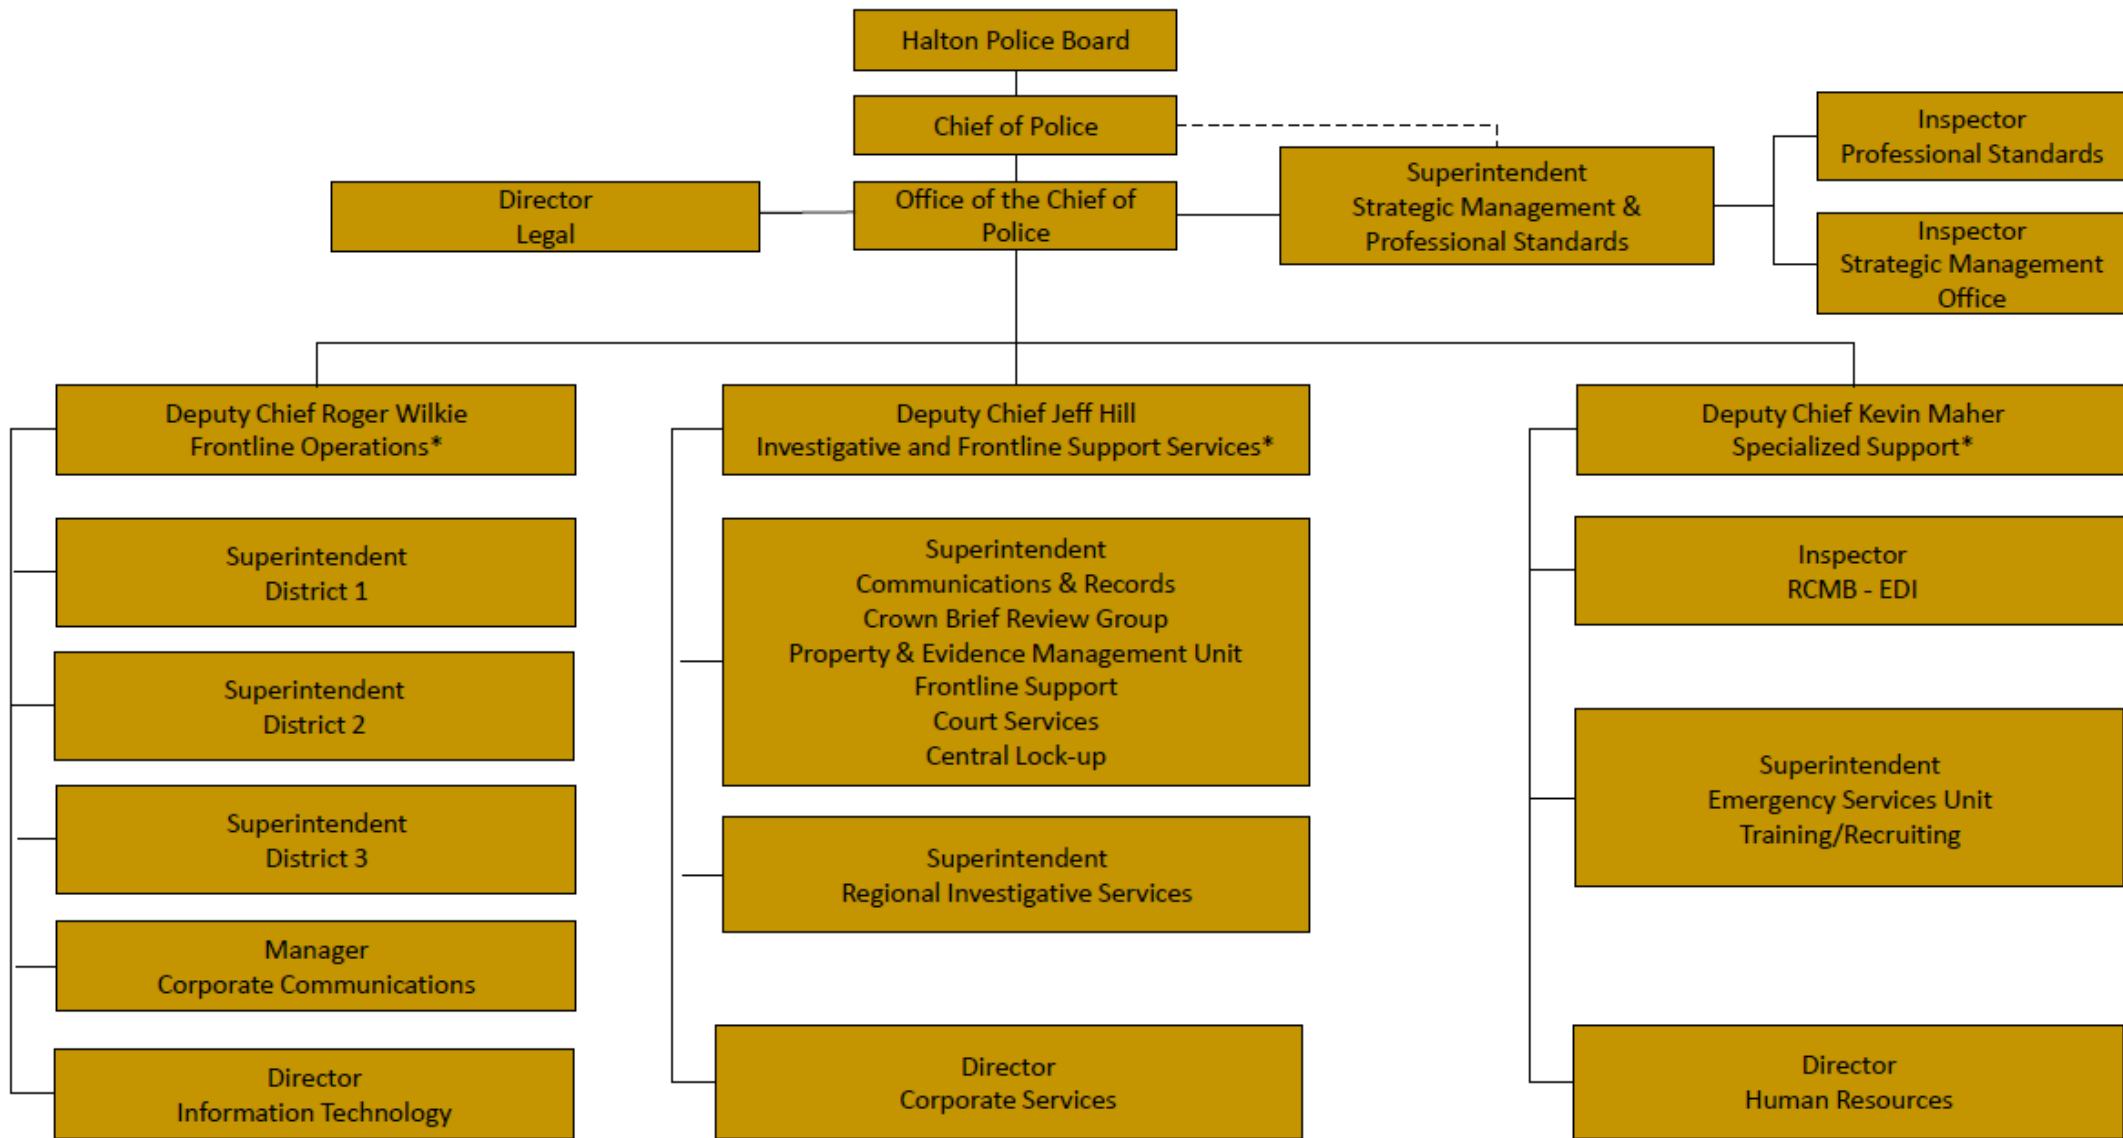 Halton Police Board
Chief of Police
Director
Legal
Office of the Chief of
Police
Superintendent
Strategic Management &
Professional Standards
Inspector
Professional Standards
Inspector
Strategic Management
Office
Deputy Chief Roger Wilkie
Frontline Operations*
Superintendent
District 1
Superintendent
District 2
Superintendent
District 3
Manager
Corporate Communications
Director
Information Technology
Deputy Chief Jeff Hill
Investigative and Frontline Support Services*
Superintendent
Communications & Records
Crown Brief Review Group
Property & Evidence Management Unit
Frontline Support
Court Services
Central Lock-up
Superintendent
Regional Investigative Services
Director
Corporate Services
Deputy Chief Kevin Maher
Specialized Support*
Inspector
RCMB - EDI
Superintendent
Emergency Services Unit
Training/Recruiting
Director
Human Resources